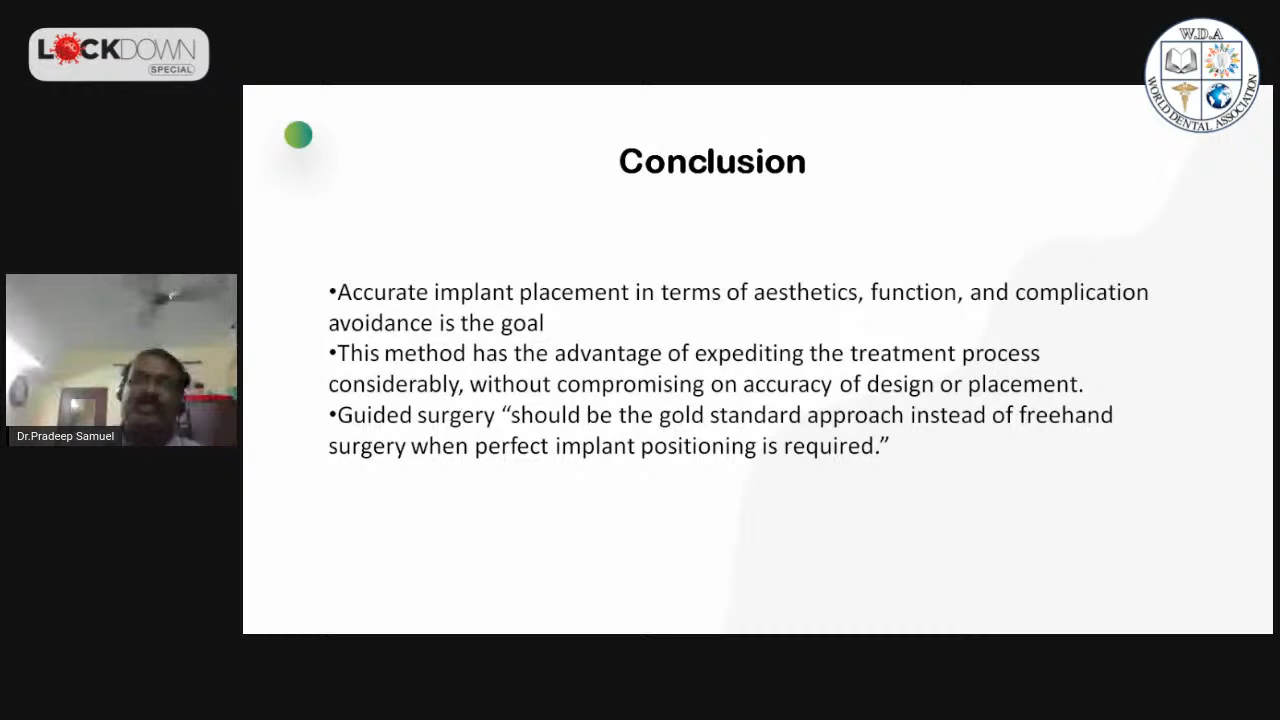 LOCKDOWN
SPECIAL
W.D.A
WORLD DENTAL ASSOCIATION
Conclusion
•Accurate implant placement in terms of aesthetics, function, and complication
avoidance is the goal
•This method has the advantage of expediting the treatment process
considerably, without compromising on accuracy of design or placement.
•Guided surgery “should be the gold standard approach instead of freehand
surgery when perfect implant positioning is required.”
Dr.Pradeep Samuel